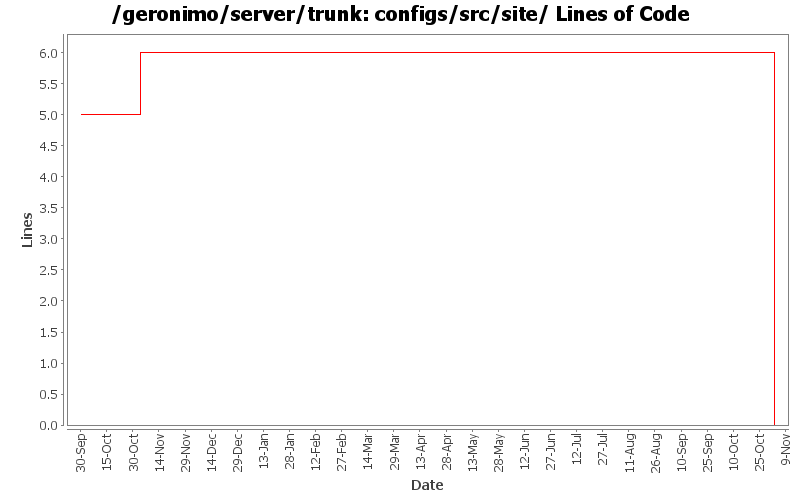 /geronimo/server/trunk: configs/src/site/ Lines of Code
6.0
5.5
5.0
4.5
4.0
3.5
3.0
2.5
2.0
1.5
1.0
0.5
0.0
Lines
30-Sep
15-Oct
30-Oct
14-Nov
29-Nov
14-Dec
29-Dec
13-Jan
28-Jan
12-Feb
27-Feb
14-Mar
29-Mar
13-Apr
28-Apr
13-May
28-May
12-Jun
27-Jun
12-Jul
27-Jul
11-Aug
26-Aug
10-Sep
25-Sep
10-Oct
25-Oct
9-Nov
Date